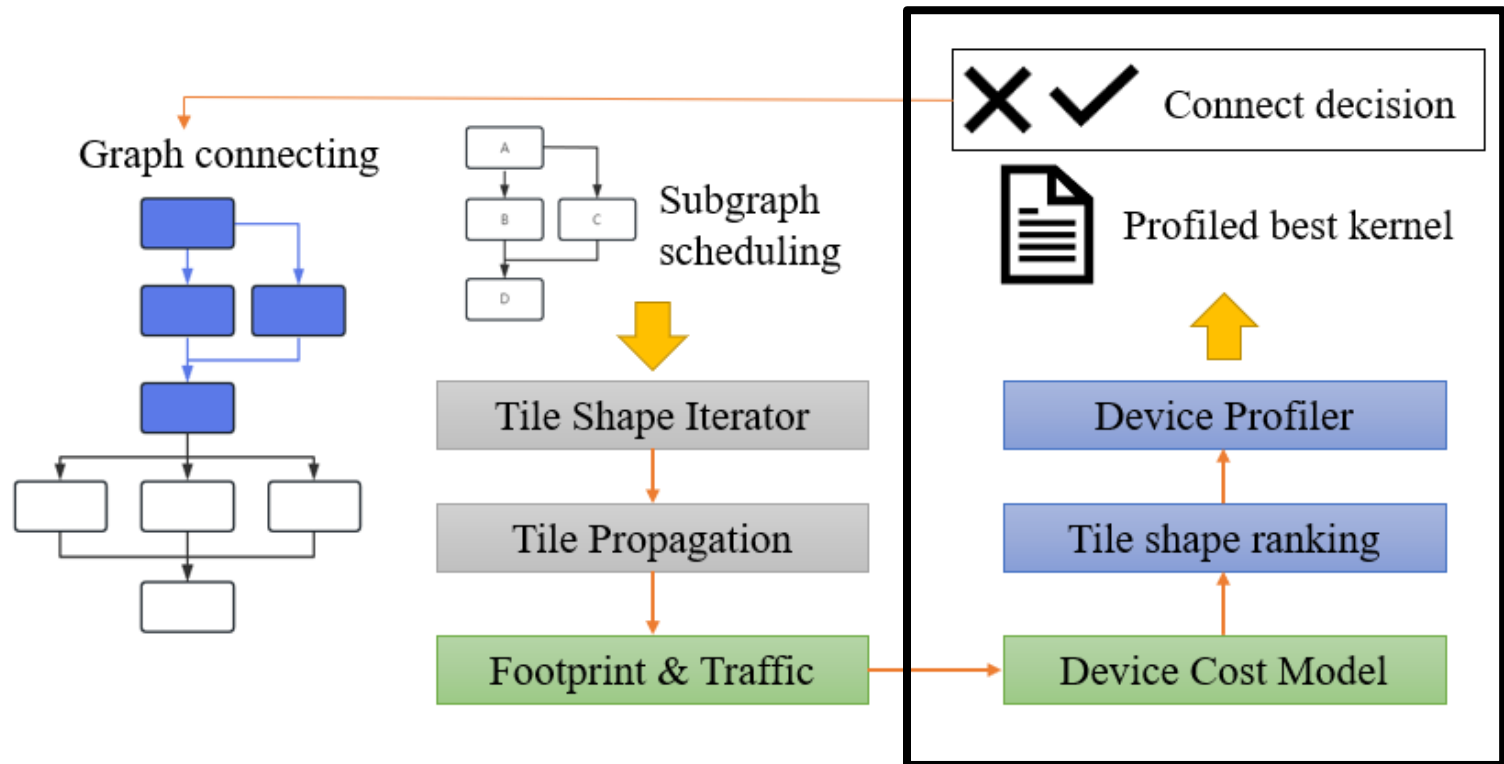 Graph connecting
A
B
C
D
Subgraph
scheduling
Tile Shape Iterator
Tile Propagation
Footprint & Traffic
Connect decision
Profiled best kernel
Device Profiler
Tile shape ranking
Device Cost Model